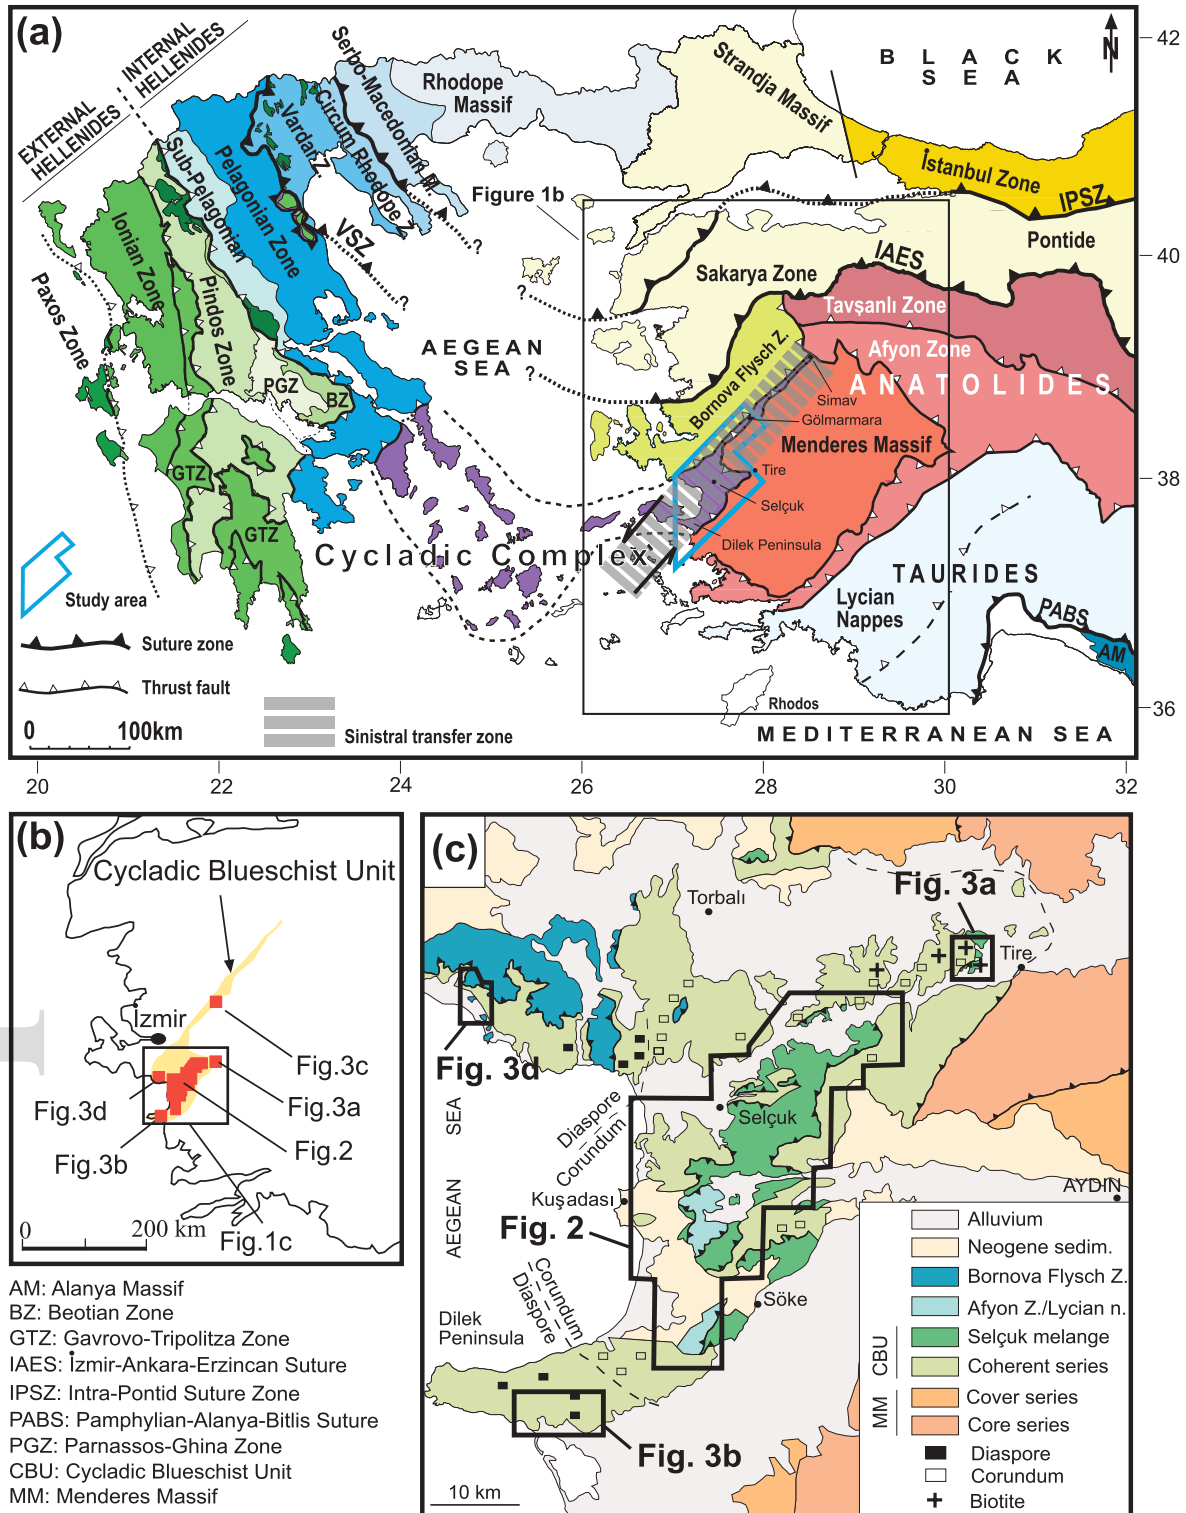 (a)
EXTERNAL
HELLENIDES
INTERNAL
HELLENIDES
Serbo-Macedonian M.
Rhodope
Massif
Strandja Massif
BLACK
SEA
N
42
Vardar Z.
Circum Rhodope Z.
Sub-Pelagonian
Pelagonian Zone
İstanbul Zone
IPSZ
Figure 1b
VSZ
?
Pontide
Ionian Zone
IAES
40
Sakarya Zone
Paxos Zone
Pindos Zone
?
?
Tavşanlı Zone
AEGEAN
SEA
?
Bornova Flysch Z.
Afyon Zone
PGZ
BZ
ANATOLIDES
Simav
Gölmarmara
Menderes Massif
GTZ
Tire
38
Selçuk
GTZ
Cycladic Complex
Dilek Peninsula
TAURIDES
Study area
Lycian
Nappes
PABS
Suture zone
AM
Thrust fault
Rhodos
36
0 100km
Sinistral transfer zone
MEDITERRANEAN SEA
20 22 24 26 28 30 32
(b)
Cycladic Blueschist Unit
İzmir
Fig.3c
Fig.3d
Fig.3a
Fig.2
Fig.3b
0 200 km
Fig.1c
AM: Alanya Massif
BZ: Beotian Zone
GTZ: Gavrovo-Tripolitza Zone
IAES: İzmir-Ankara-Erzincan Suture
IPSZ: Intra-Pontid Suture Zone
PABS: Pamphylian-Alanya-Bitlis Suture
PGZ: Parnassos-Ghina Zone
CBU: Cycladic Blueschist Unit
MM: Menderes Massif
(c)
Fig. 3a
Torbalı
Tire
Fig. 3d
Diaspore
Corundum
AEGEAN SEA
Selçuk
Kuşadası
AYDIN
Fig. 2
Corundum
Diaspore
Söke
Dilek
Peninsula
Fig. 3b
10 km
Alluvium
Neogene sedim.
Bornova Flysch Z.
Afyon Z./Lycian n.
CBU
Selçuk melange
Coherent series
MM
Cover series
Core series
Diaspore
Corundum
Biotite